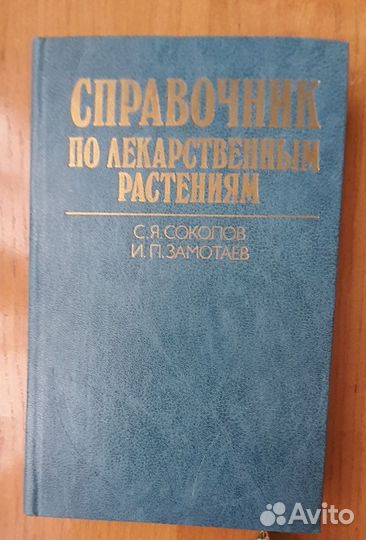 СПРАВОЧНИК
ПО ЛЕКАРСТВЕННЫМ
РАСТЕНИЯМ
С.Я.СОКОЛОВ,
И.П.ЗАМОТАЕВ
Avito